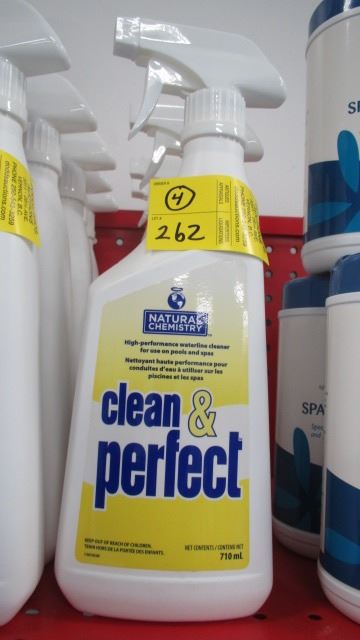 4
LOT #
262
NATURAL
CHEMISTRY
High-performance waterline cleaner
for use on pools and spas
Nettoyant haute performance pour
conduites d'eau à utiliser sur les
piscines et les spas
clean &
perfect
KEEP OUT OF REACH OF CHILDREN.
TENIR HORS DE LA PORTÉE DES ENFANTS.
NET CONTENTS / CONTENU NET
710 mL
SPA